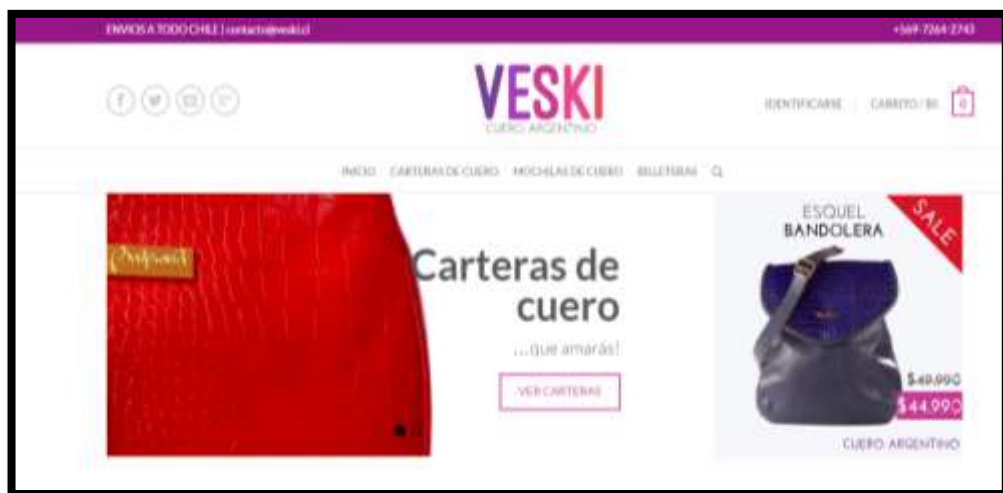 ENVIOS A TODO CHILE | contacto@veski.cl
+569-7264-2743
VESKI
CUERO ARGENTINO
IDENTIFICARSE
CARRITO / $0
0
INICIO CARTERAS DE CUERO MOCHILAS DE CUERO BILLETERAS
Carteras de
cuero
...que amarás!
VER CARTERAS
ESQUEL
BANDOLERA
SALE
$49.990
$44.990
CUERO ARGENTINO